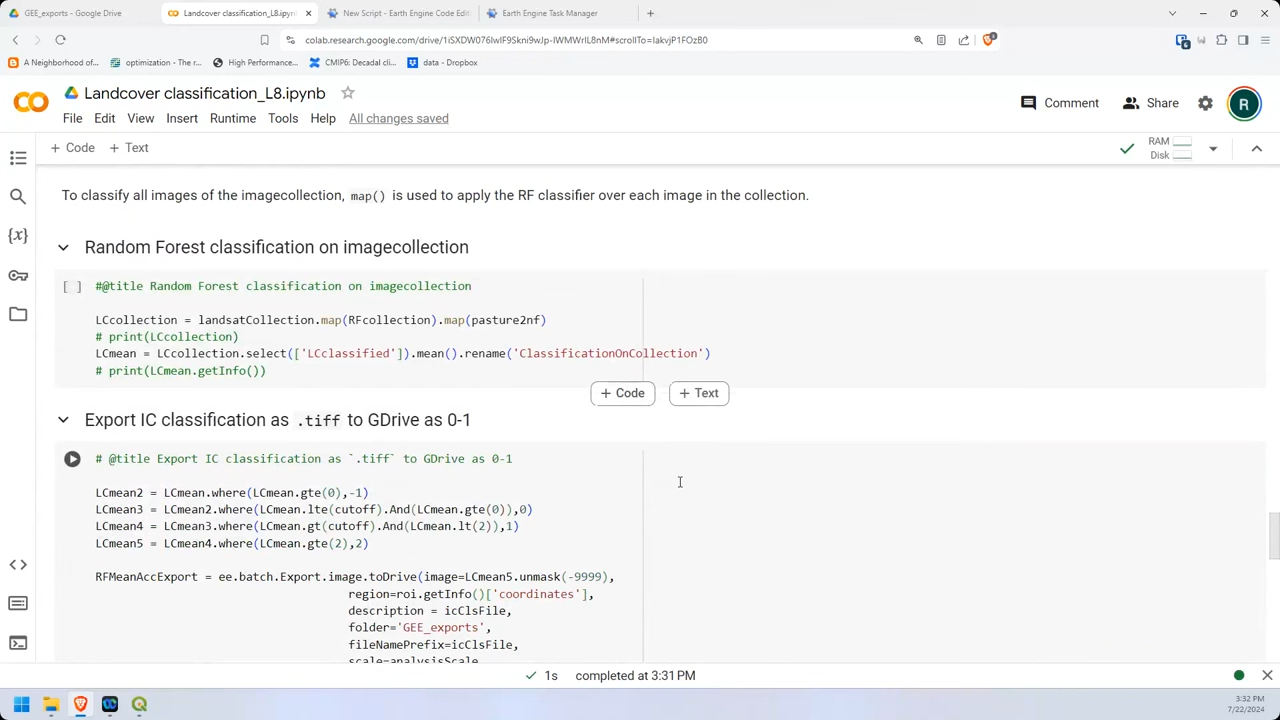 GEE_exports - Google Drive
Landcover classification_L8.ipynb
New Script - Earth Engine Code Edit
Earth Engine Task Manager
colab.research.google.com/drive/1iSXDW076IwIF9Skni9wJp-IWMWrIL8nM#scrollTo=IakvjP1FOzB0
A Neighborhood of...
optimization - The r...
High Performance...
CMIP6: Decadal cli...
data - Dropbox
Landcover classification_L8.ipynb
Comment
Share
R
File Edit View Insert Runtime Tools Help All changes saved
+ Code + Text
RAM
Disk
To classify all images of the imagecollection, map() is used to apply the RF classifier over each image in the collection.
Random Forest classification on imagecollection
[ ] #@title Random Forest classification on imagecollection
LCcollection = landsatCollection.map(RFcollection).map(pasture2nf)
# print(LCcollection)
LCmean = LCcollection.select(['LCclassified']).mean().rename('ClassificationOnCollection')
# print(LCmean.getInfo())
+ Code + Text
Export IC classification as .tiff to GDrive as 0-1
# @title Export IC classification as `.tiff` to GDrive as 0-1
LCmean2 = LCmean.where(LCmean.gte(0),-1)
LCmean3 = LCmean2.where(LCmean.lte(cutoff).And(LCmean.gte(0)),0)
LCmean4 = LCmean3.where(LCmean.gt(cutoff).And(LCmean.lt(2)),1)
LCmean5 = LCmean4.where(LCmean.gte(2),2)
RFMeanAccExport = ee.batch.Export.image.toDrive(image=LCmean5.unmask(-9999),
region=roi.getInfo()['coordinates'],
description = icClsFile,
folder='GEE_exports',
fileNamePrefix=icClsFile,
scale=analysisScale
1s completed at 3:31 PM
3:32 PM
7/22/2024